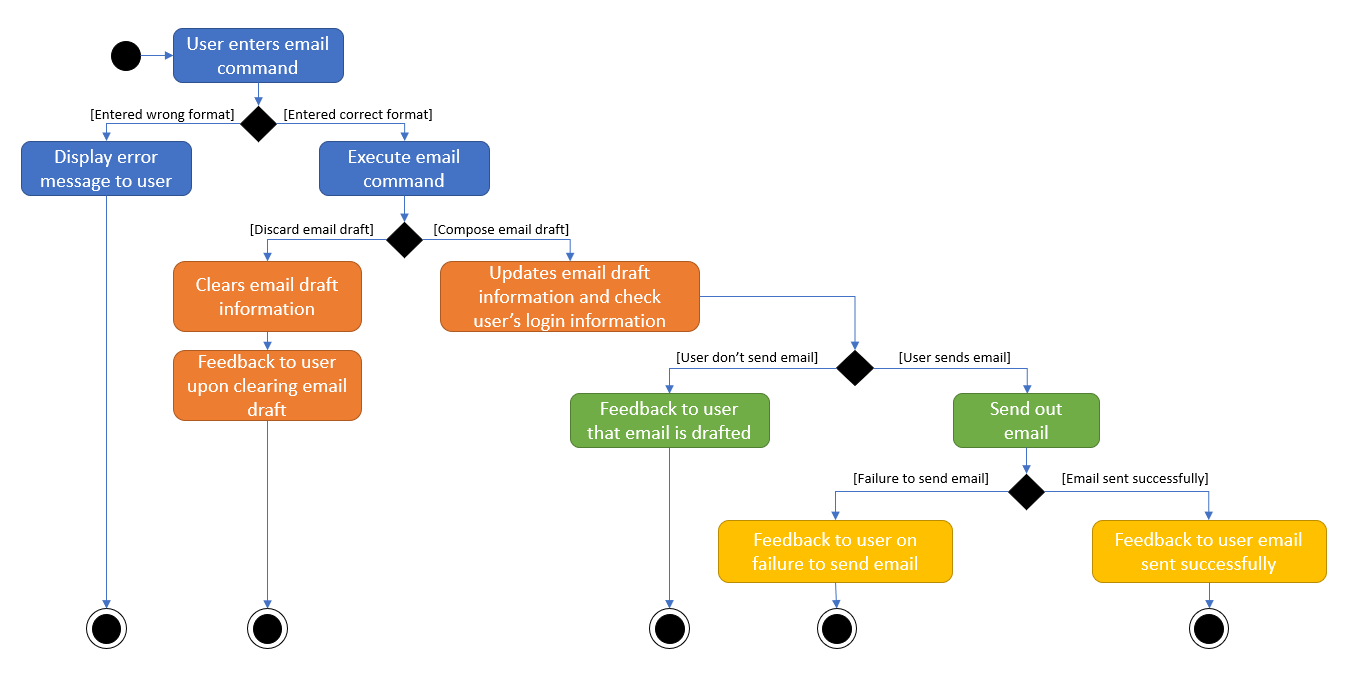 User enters email
command
[Entered wrong format]
[Entered correct format]
Display error
message to user
Execute email
command
[Discard email draft]
[Compose email draft]
Clears email draft
information
Updates email draft
information and check
user’s login information
Feedback to user
upon clearing email
draft
[User don’t send email]
[User sends email]
Feedback to user
that email is drafted
Send out
email
[Failure to send email]
[Email sent successfully]
Feedback to user on
failure to send email
Feedback to user email
sent successfully